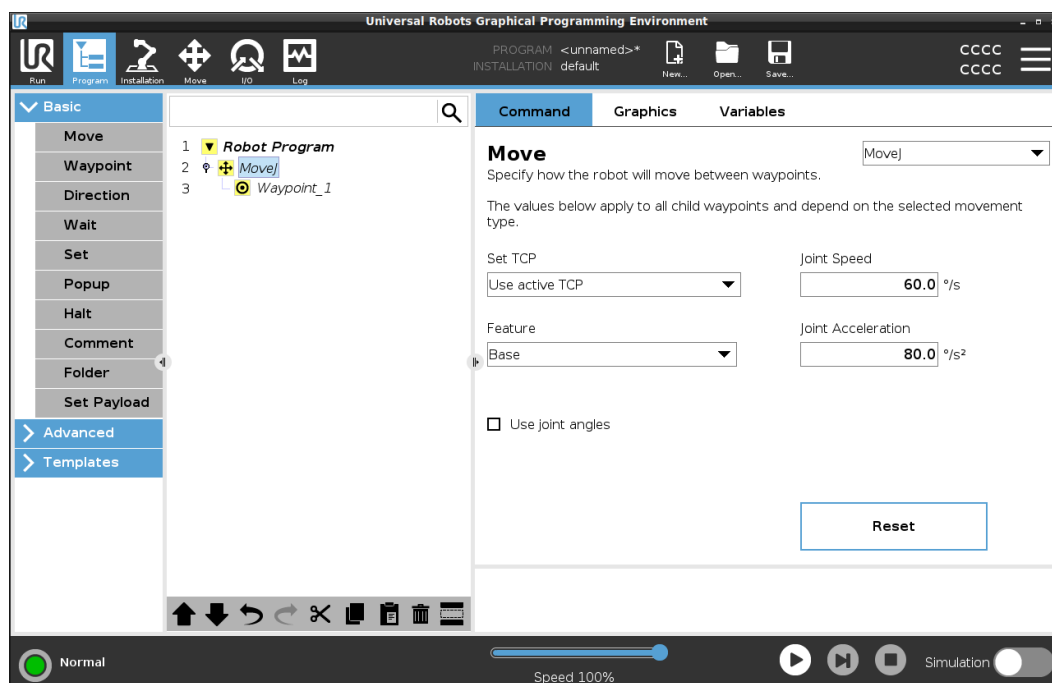 UR
Universal Robots Graphical Programming Environment
UR
Run
Program
Installation
Move
I/O
Log
PROGRAM <unnamed>*
INSTALLATION default
New...
Open...
Save...
CCCC
CCCC
Basic
Move
Waypoint
Direction
Wait
Set
Popup
Halt
Comment
Folder
Set Payload
Advanced
Templates
1 Robot Program
2 MoveJ
3 Waypoint_1
Command Graphics Variables
Move
MoveJ
Specify how the robot will move between waypoints.
The values below apply to all child waypoints and depend on the selected movement
type.
Set TCP
Use active TCP
Joint Speed
60.0 °/s
Feature
Base
Joint Acceleration
80.0 °/s²
Use joint angles
Reset
Normal
Speed 100%
Simulation